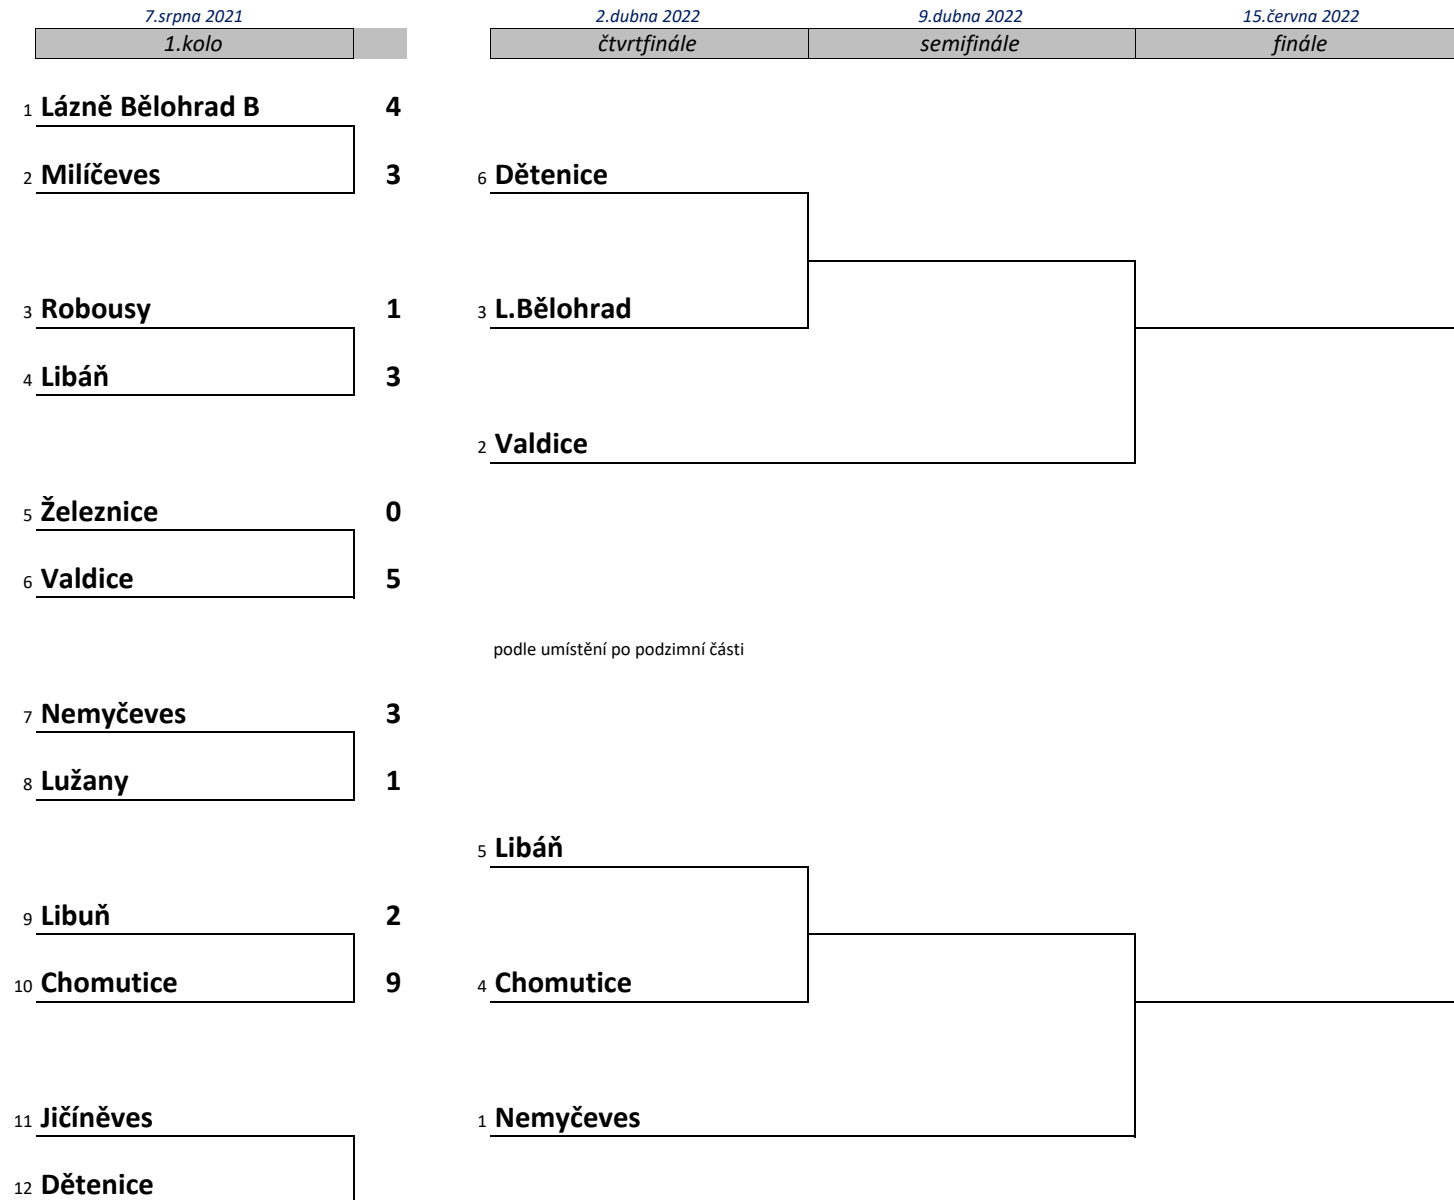 7.srpna 2021 2.dubna 2022 9.dubna 2022 15.června 2022
1.kolo čtvrtfinále semifinále finále
1 Lázně Bělohrad B 4
2 Milíčeves 3 6 Dětenice
3 Robousy 1 3 L.Bělohrad
4 Libáň 3
2 Valdice
5 Železnice 0
6 Valdice 5
podle umístění po podzimní části
7 Nemyčeves 3
8 Lužany 1
5 Libáň
9 Libuň 2
10 Chomutice 9 4 Chomutice
11 Jičíněves 1 Nemyčeves
12 Dětenice